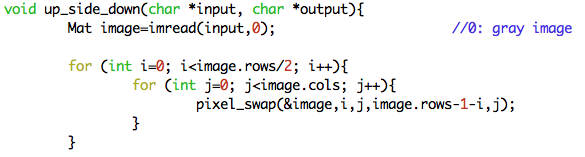 void up_side_down(char *input, char *output){
Mat image=imread(input,0); //0: gray image
for (int i=0; i<image.rows/2; i++){
for (int j=0; j<image.cols; j++){
pixel_swap(&image,i,j,image.rows-1-i,j);
}
}